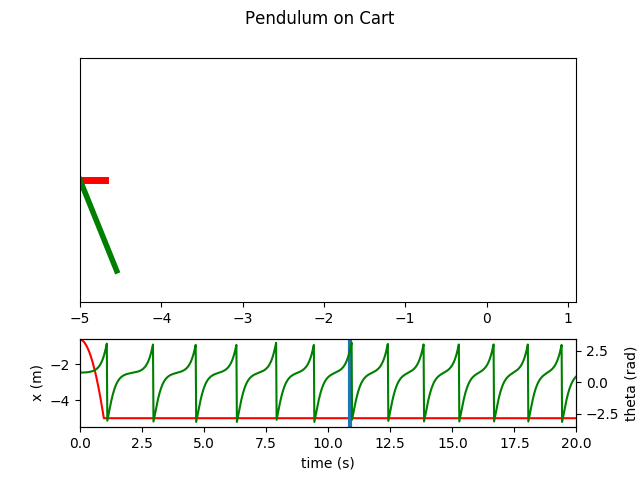 Pendulum on Cart
−5 −4 −3 −2 −1 0 1
x (m)
−2
−4
2.5
0.0
−2.5
theta (rad)
0.0 2.5 5.0 7.5 10.0 12.5 15.0 17.5 20.0
time (s)